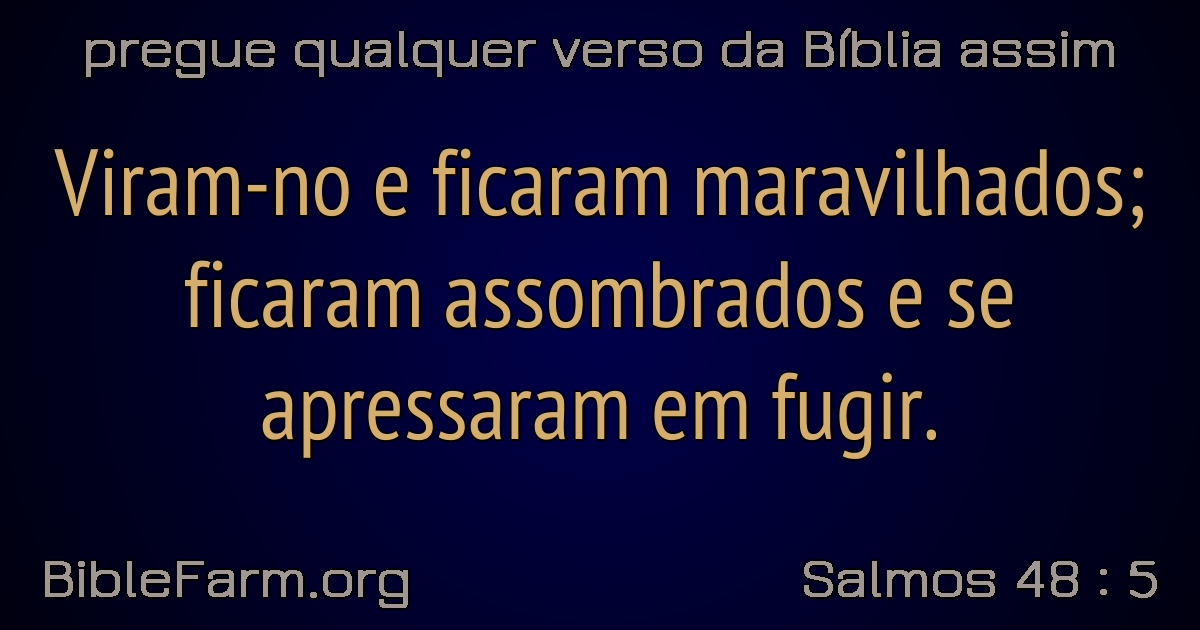 pregue qualquer verso da Bíblia assim
Viram-no e ficaram maravilhados;
ficaram assombrados e se
apressaram em fugir.
BibleFarm.org
Salmos 48 : 5